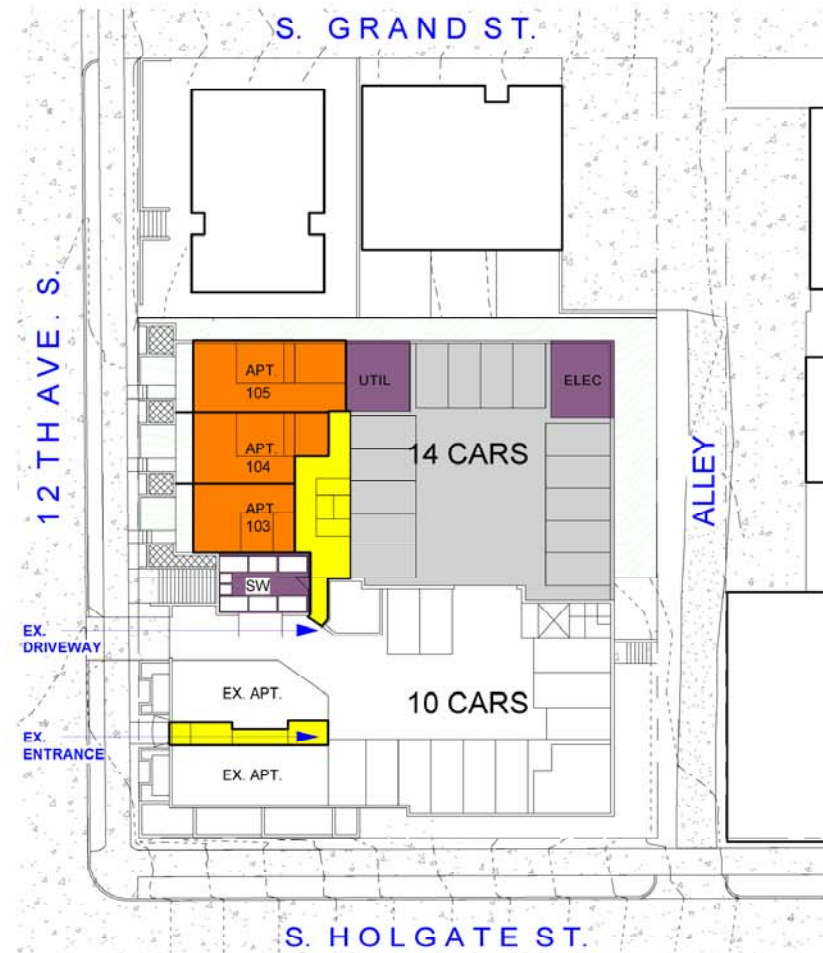 S. GRAND ST.
12 TH AVE. S.
APT.
105
UTIL
ELEC
APT.
104
14 CARS
ALLEY
APT
103
SW
EX.
DRIVEWAY
EX. APT.
10 CARS
EX.
ENTRANCE
EX. APT.
S. HOLGATE ST.